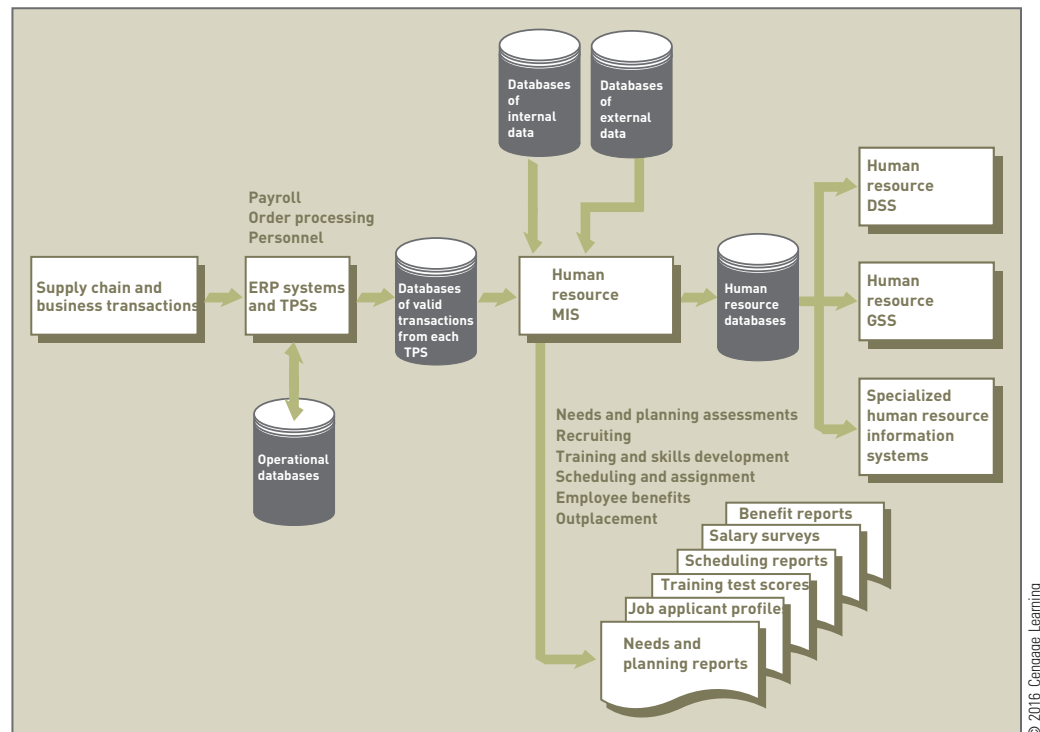 Databases
of
internal
data
Databases
of
external
data
Payroll
Order processing
Personnel
Supply chain and
business transactions
ERP systems
and TPSs
Databases
of valid
transactions
from each
TPS
Human
resource
MIS
Human
resource
databases
Human
resource
DSS
Human
resource
GSS
Specialized
human resource
information
systems
Operational
databases
Needs and planning assessments
Recruiting
Training and skills development
Scheduling and assignment
Employee benefits
Outplacement
Benefit reports
Salary surveys
Scheduling reports
Training test scores
Job applicant profiles
Needs and
planning reports
© 2016 Cengage Learning